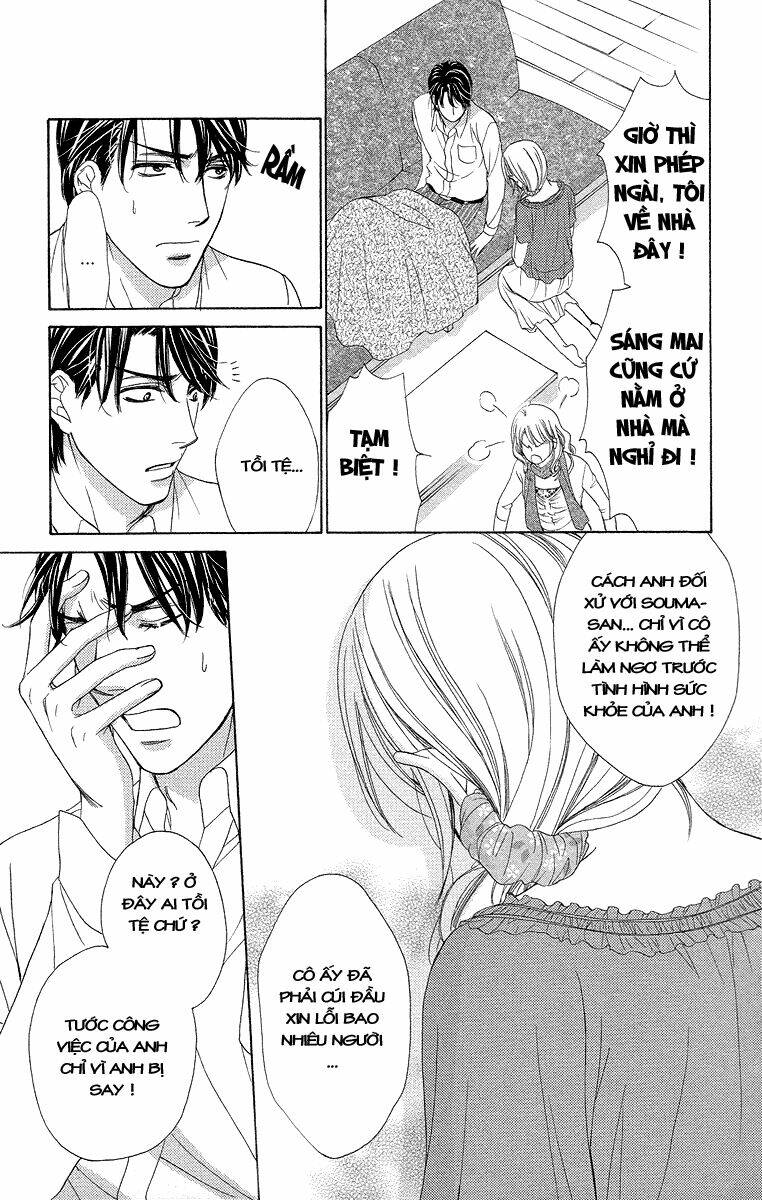 GIỜ THÌ
XIN PHÉP
NGÀI, TÔI
VỀ NHÀ
ĐÂY !
SÁNG MAI
CŨNG CỨ
NẰM Ở
NHÀ MÀ
NGHỈ ĐI !
TẠM
BIỆT !
RẦM
...
TỒI TỆ...
CÁCH ANH ĐỐI
XỬ VỚI SOUMA-
SAN... CHỈ VÌ CÔ
ẤY KHÔNG THỂ
LÀM NGƠ TRƯỚC
TÌNH HÌNH SỨC
KHỎE CỦA ANH !
CÔ ẤY ĐÃ
PHẢI CÚI ĐẦU
XIN LỖI BAO
NHIÊU NGƯỜI
...
NÀY ? Ở
ĐÂY AI TỒI
TỆ CHỨ ?
TƯỚC CÔNG
VIỆC CỦA ANH
CHỈ VÌ ANH BỊ
SAY !